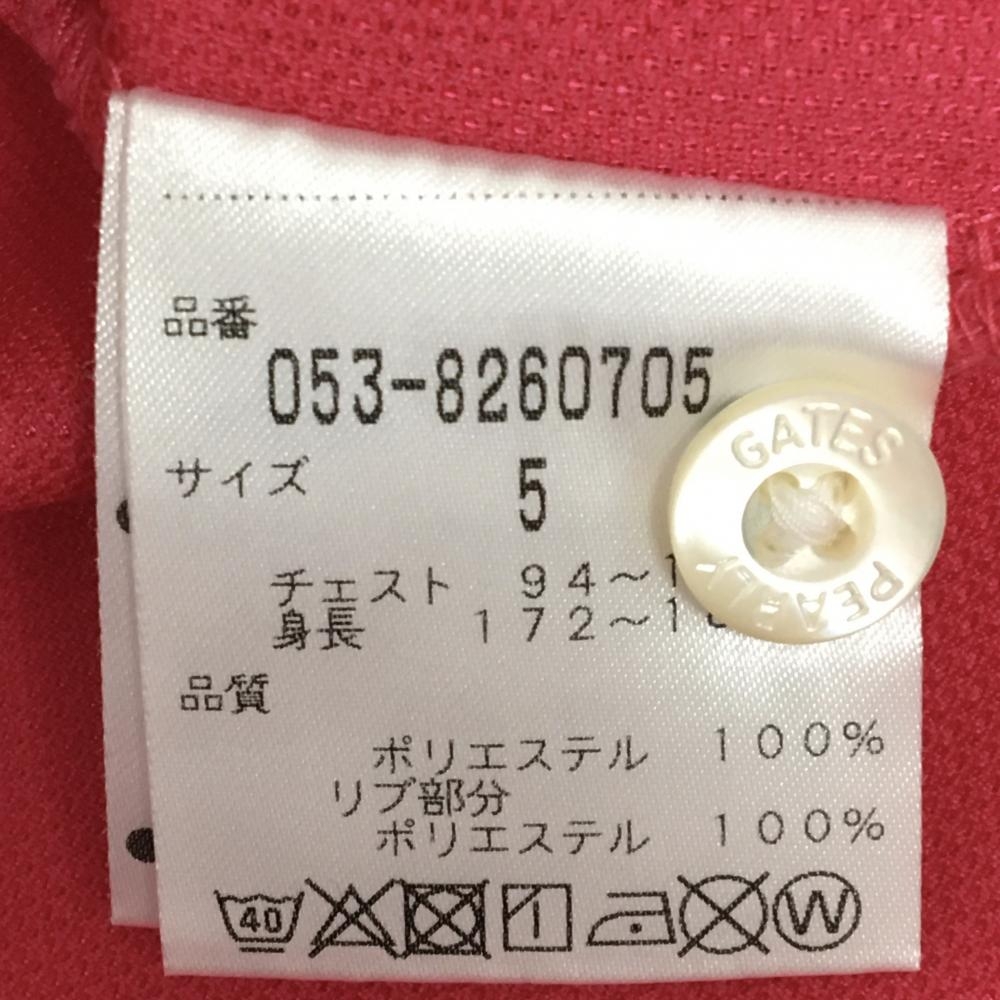 品番
053-8260705
サイズ 5
チェスト 94～1
身長 172～1
品質
ポリエステル 100%
リブ部分
ポリエステル 100%
40 W
GATES
PEARLY